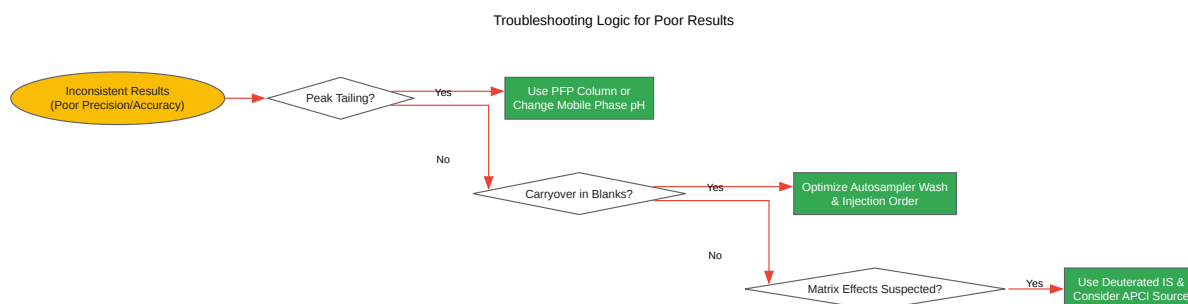 Troubleshooting Logic for Poor Results
Inconsistent Results
(Poor Precision/Accuracy)
Peak Tailing?
Yes
Use PFP Column or
Change Mobile Phase pH
No
Carryover in Blanks?
Yes
Optimize Autosampler Wash
& Injection Order
No
Matrix Effects Suspected?
Yes
Use Deuterated IS &
Consider APCI Source